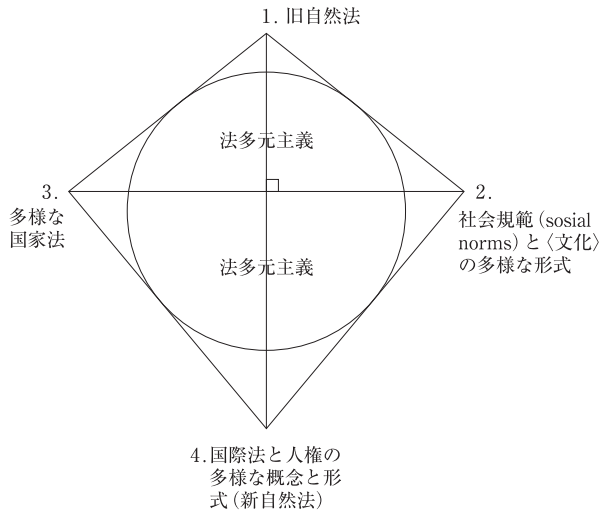 1. 旧自然法
法多元主義
3.
多様な
国家法
2.
社会規範（sosial
norms）と〈文化〉
の多様な形式
法多元主義
4.国際法と人権の
多様な概念と形
式（新自然法）